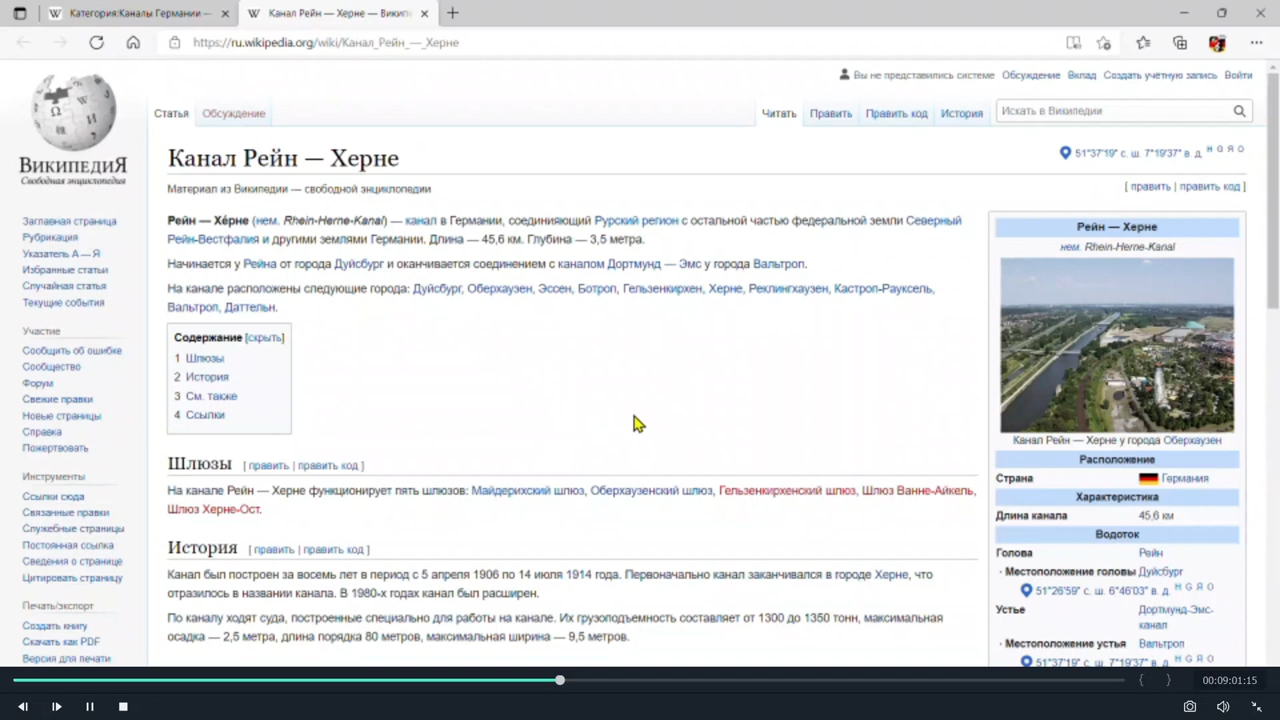 Категория:Каналы Германии —
Канал Рейн — Херне — Викип
https://ru.wikipedia.org/wiki/Канал_Рейн_—_Херне
Вы не представились системе Обсуждение Вклад Создать учётную запись Войти
Статья Обсуждение Читать Править Править код История Искать в Википедии
ВИКИПЕДИЯ
Свободная энциклопедия
Заглавная страница
Рубрикация
Указатель А — Я
Избранные статьи
Случайная статья
Текущие события
Участие
Сообщить об ошибке
Сообщество
Форум
Свежие правки
Новые страницы
Справка
Пожертвовать
Инструменты
Ссылки сюда
Связанные правки
Служебные страницы
Постоянная ссылка
Сведения о странице
Цитировать страницу
Печать/экспорт
Создать книгу
Скачать как PDF
Версия для печати
Канал Рейн — Херне
51°37'19" с. ш. 7°19'37" в. д. H G Я O
Материал из Википедии — свободной энциклопедии
[ править | править код ]
Рейн — Хе́рне (нем. Rhein-Herne-Kanal) — канал в Германии, соединяющий Рурский регион с остальной частью федеральной земли Северный
Рейн-Вестфалия и другими землями Германии. Длина — 45,6 км. Глубина — 3,5 метра.
Начинается у Рейна от города Дуйсбург и оканчивается соединением с каналом Дортмунд — Эмс у города Вальтроп.
На канале расположены следующие города: Дуйсбург, Оберхаузен, Эссен, Ботроп, Гельзенкирхен, Херне, Реклингхаузен, Кастроп-Рауксель,
Вальтроп, Даттельн.
Содержание [скрыть]
1 Шлюзы
2 История
3 См. также
4 Ссылки
Шлюзы [ править | править код ]
На канале Рейн — Херне функционирует пять шлюзов: Майдерихский шлюз, Оберхаузенский шлюз, Гельзенкирхенский шлюз, Шлюз Ванне-Айкель,
Шлюз Херне-Ост.
История [ править | править код ]
Канал был построен за восемь лет в период с 5 апреля 1906 по 14 июля 1914 года. Первоначально канал заканчивался в городе Херне, что
отразилось в названии канала. В 1980-х годах канал был расширен.
По каналу ходят суда, построенные специально для работы на канале. Их грузоподъемность составляет от 1300 до 1350 тонн, максимальная
осадка — 2,5 метра, длина порядка 80 метров, максимальная ширина — 9,5 метров.
Рейн — Херне
нем. Rhein-Herne-Kanal
Канал Рейн — Херне у города Оберхаузен
Расположение
Страна Германия
Характеристика
Длина канала 45,6 км
Водоток
Голова Рейн
· Местоположение головы Дуйсбург
51°26'59" с. ш. 6°46'03" в. д. H G Я O
Устье Дортмунд-Эмс-
канал
· Местоположение устья Вальтроп
51°37'19" с. ш. 7°19'37" в. д. H G Я O
{ } 00:09:01:15